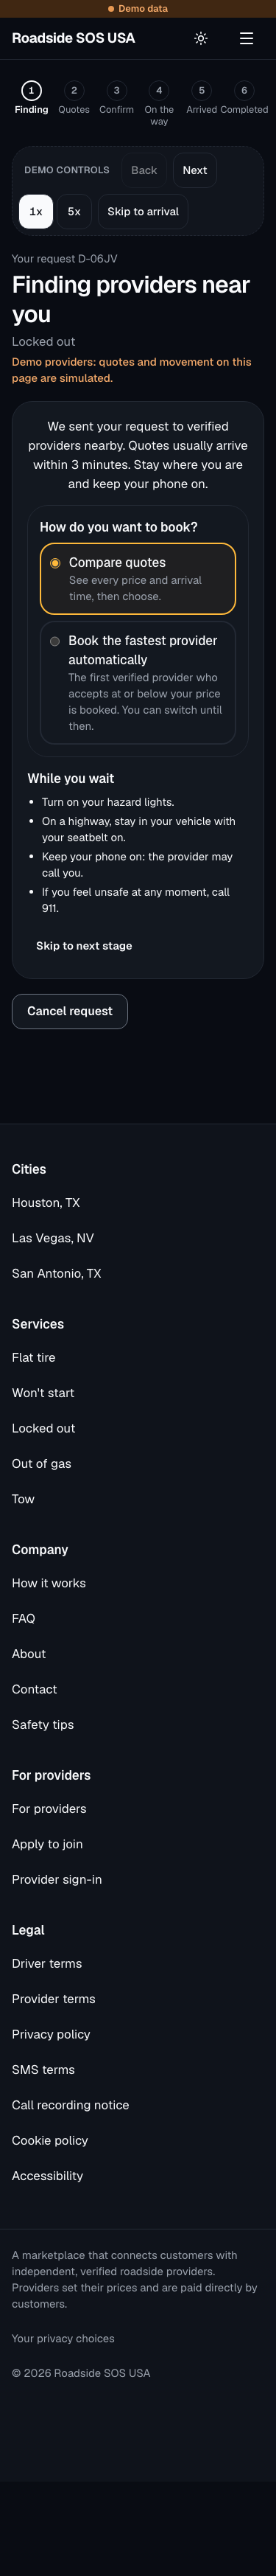 Demo data
Roadside SOS USA
1
2
3
4
5
6
Finding
Quotes
Confirm
On the
way
Arrived
Completed
DEMO CONTROLS
Back
Next
1x
5x
Skip to arrival
Your request D-06JV
Finding providers near
you
Locked out
Demo providers: quotes and movement on this
page are simulated.
We sent your request to verified
providers nearby. Quotes usually arrive
within 3 minutes. Stay where you are
and keep your phone on.
How do you want to book?
Compare quotes
See every price and arrival
time, then choose.
Book the fastest provider
automatically
The first verified provider who
accepts at or below your price
is booked. You can switch until
then.
While you wait
• Turn on your hazard lights.
• On a highway, stay in your vehicle with
your seatbelt on.
• Keep your phone on: the provider may
call you.
• If you feel unsafe at any moment, call
911.
Skip to next stage
Cancel request
Cities
Houston, TX
Las Vegas, NV
San Antonio, TX
Services
Flat tire
Won't start
Locked out
Out of gas
Tow
Company
How it works
FAQ
About
Contact
Safety tips
For providers
For providers
Apply to join
Provider sign-in
Legal
Driver terms
Provider terms
Privacy policy
SMS terms
Call recording notice
Cookie policy
Accessibility
A marketplace that connects customers with
independent, verified roadside providers.
Providers set their prices and are paid directly by
customers.
Your privacy choices
© 2026 Roadside SOS USA